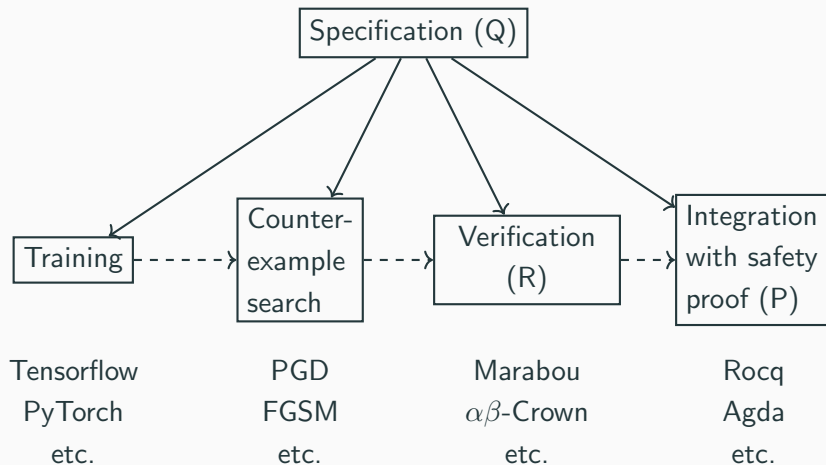 Specification (Q)
Training
Counter-
example
search
Verification
(R)
Integration
with safety
proof (P)
Tensorflow
PyTorch
etc.
PGD
FGSM
etc.
Marabou
αβ-Crown
etc.
Rocq
Agda
etc.